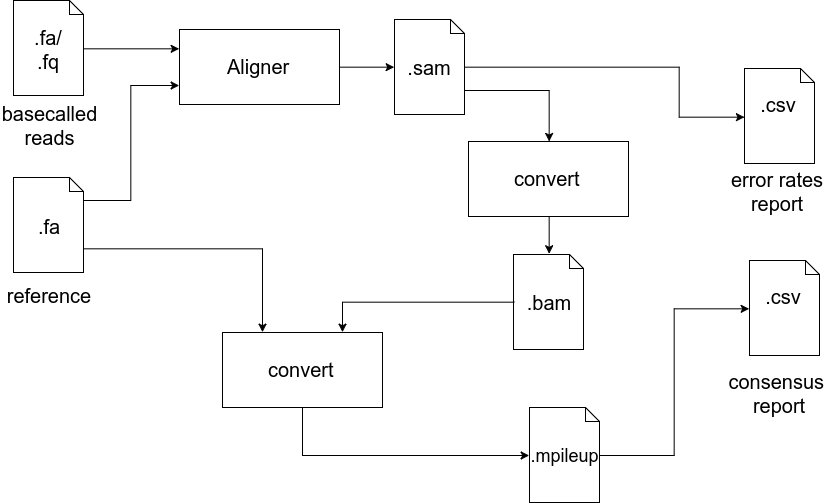 .fa/
.fq
basecalled
reads
Aligner
.sam
.csv
error rates
report
convert
.fa
reference
.bam
.csv
consensus
report
convert
.mpileup